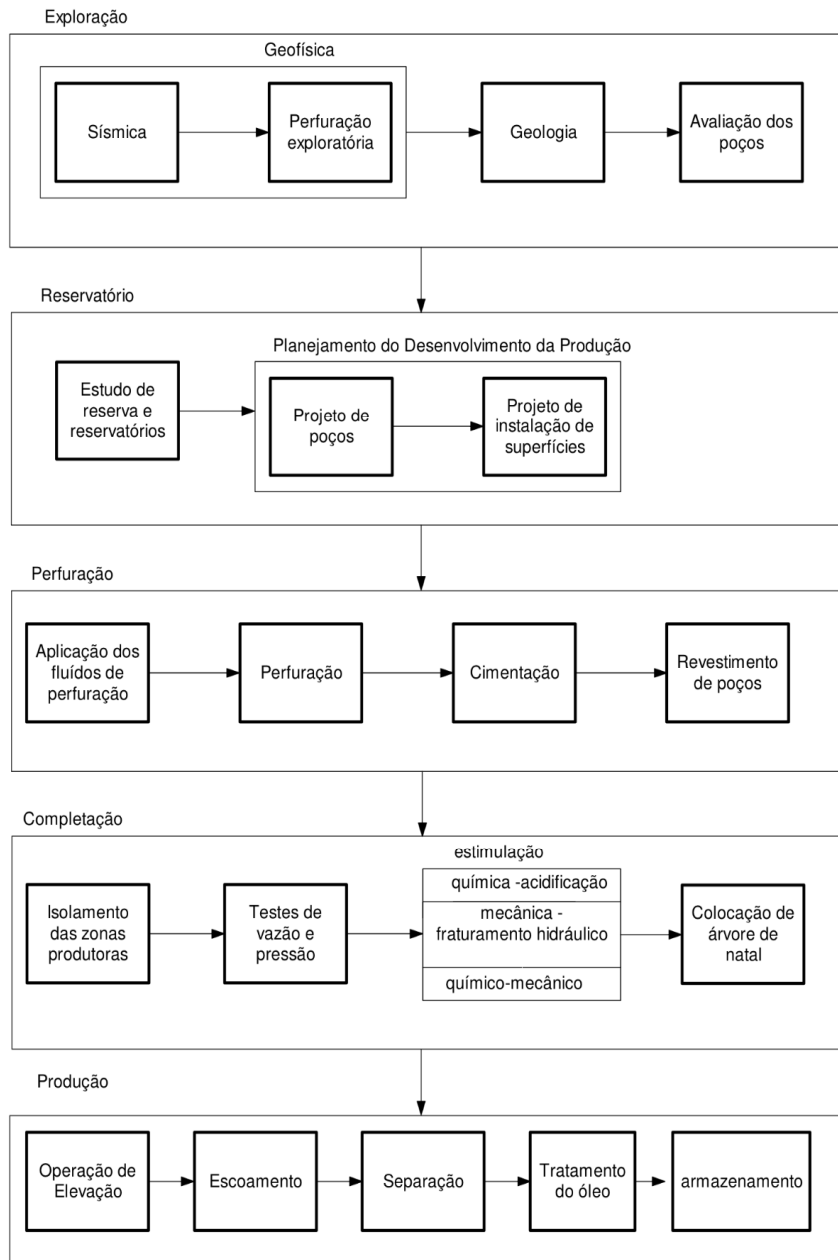 Exploração
Geofísica
Sísmica
Perfuração
exploratória
Geologia
Avaliação dos
poços
Reservatório
Planejamento do Desenvolvimento da Produção
Estudo de
reserva e
reservatórios
Projeto de
poços
Projeto de
instalação de
superfícies
Perfuração
Aplicação dos
fluídos de
perfuração
Perfuração
Cimentação
Revestimento
de poços
Completação
estimulação
Isolamento
das zonas
produtoras
Testes de
vazão e
pressão
química -acidificação
mecânica -
fraturamento hidráulico
químico-mecânico
Colocação de
árvore de
natal
Produção
Operação de
Elevação
Escoamento
Separação
Tratamento
do óleo
armazenamento